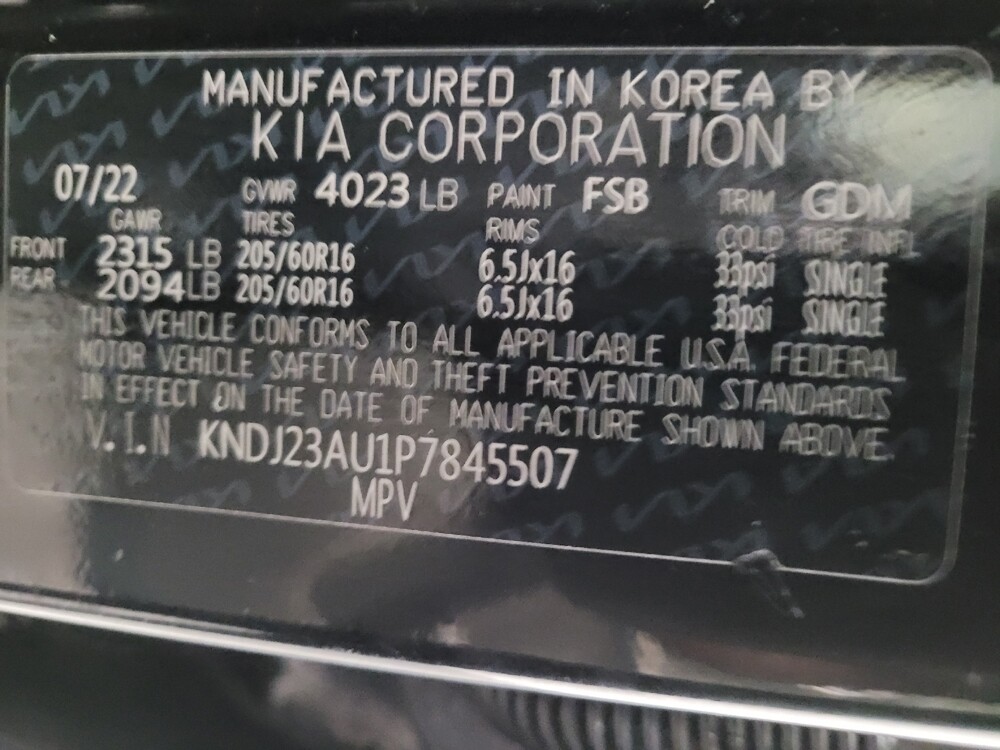 MANUFACTURED IN KOREA BY
KIA CORPORATION
07/22 GVWR 4023 LB PAINT FSB TRIM GDM
GAWR TIRES RIMS COLD TIRE INFL
FRONT 2315 LB 205/60R16 6.5Jx16 33psi SINGLE
REAR 2094 LB 205/60R16 6.5Jx16 33psi SINGLE
THIS VEHICLE CONFORMS TO ALL APPLICABLE U.S.A. FEDERAL
MOTOR VEHICLE SAFETY AND THEFT PREVENTION STANDARDS
IN EFFECT ON THE DATE OF MANUFACTURE SHOWN ABOVE.
V.I.N KNDJ23AU1P7845507
MPV